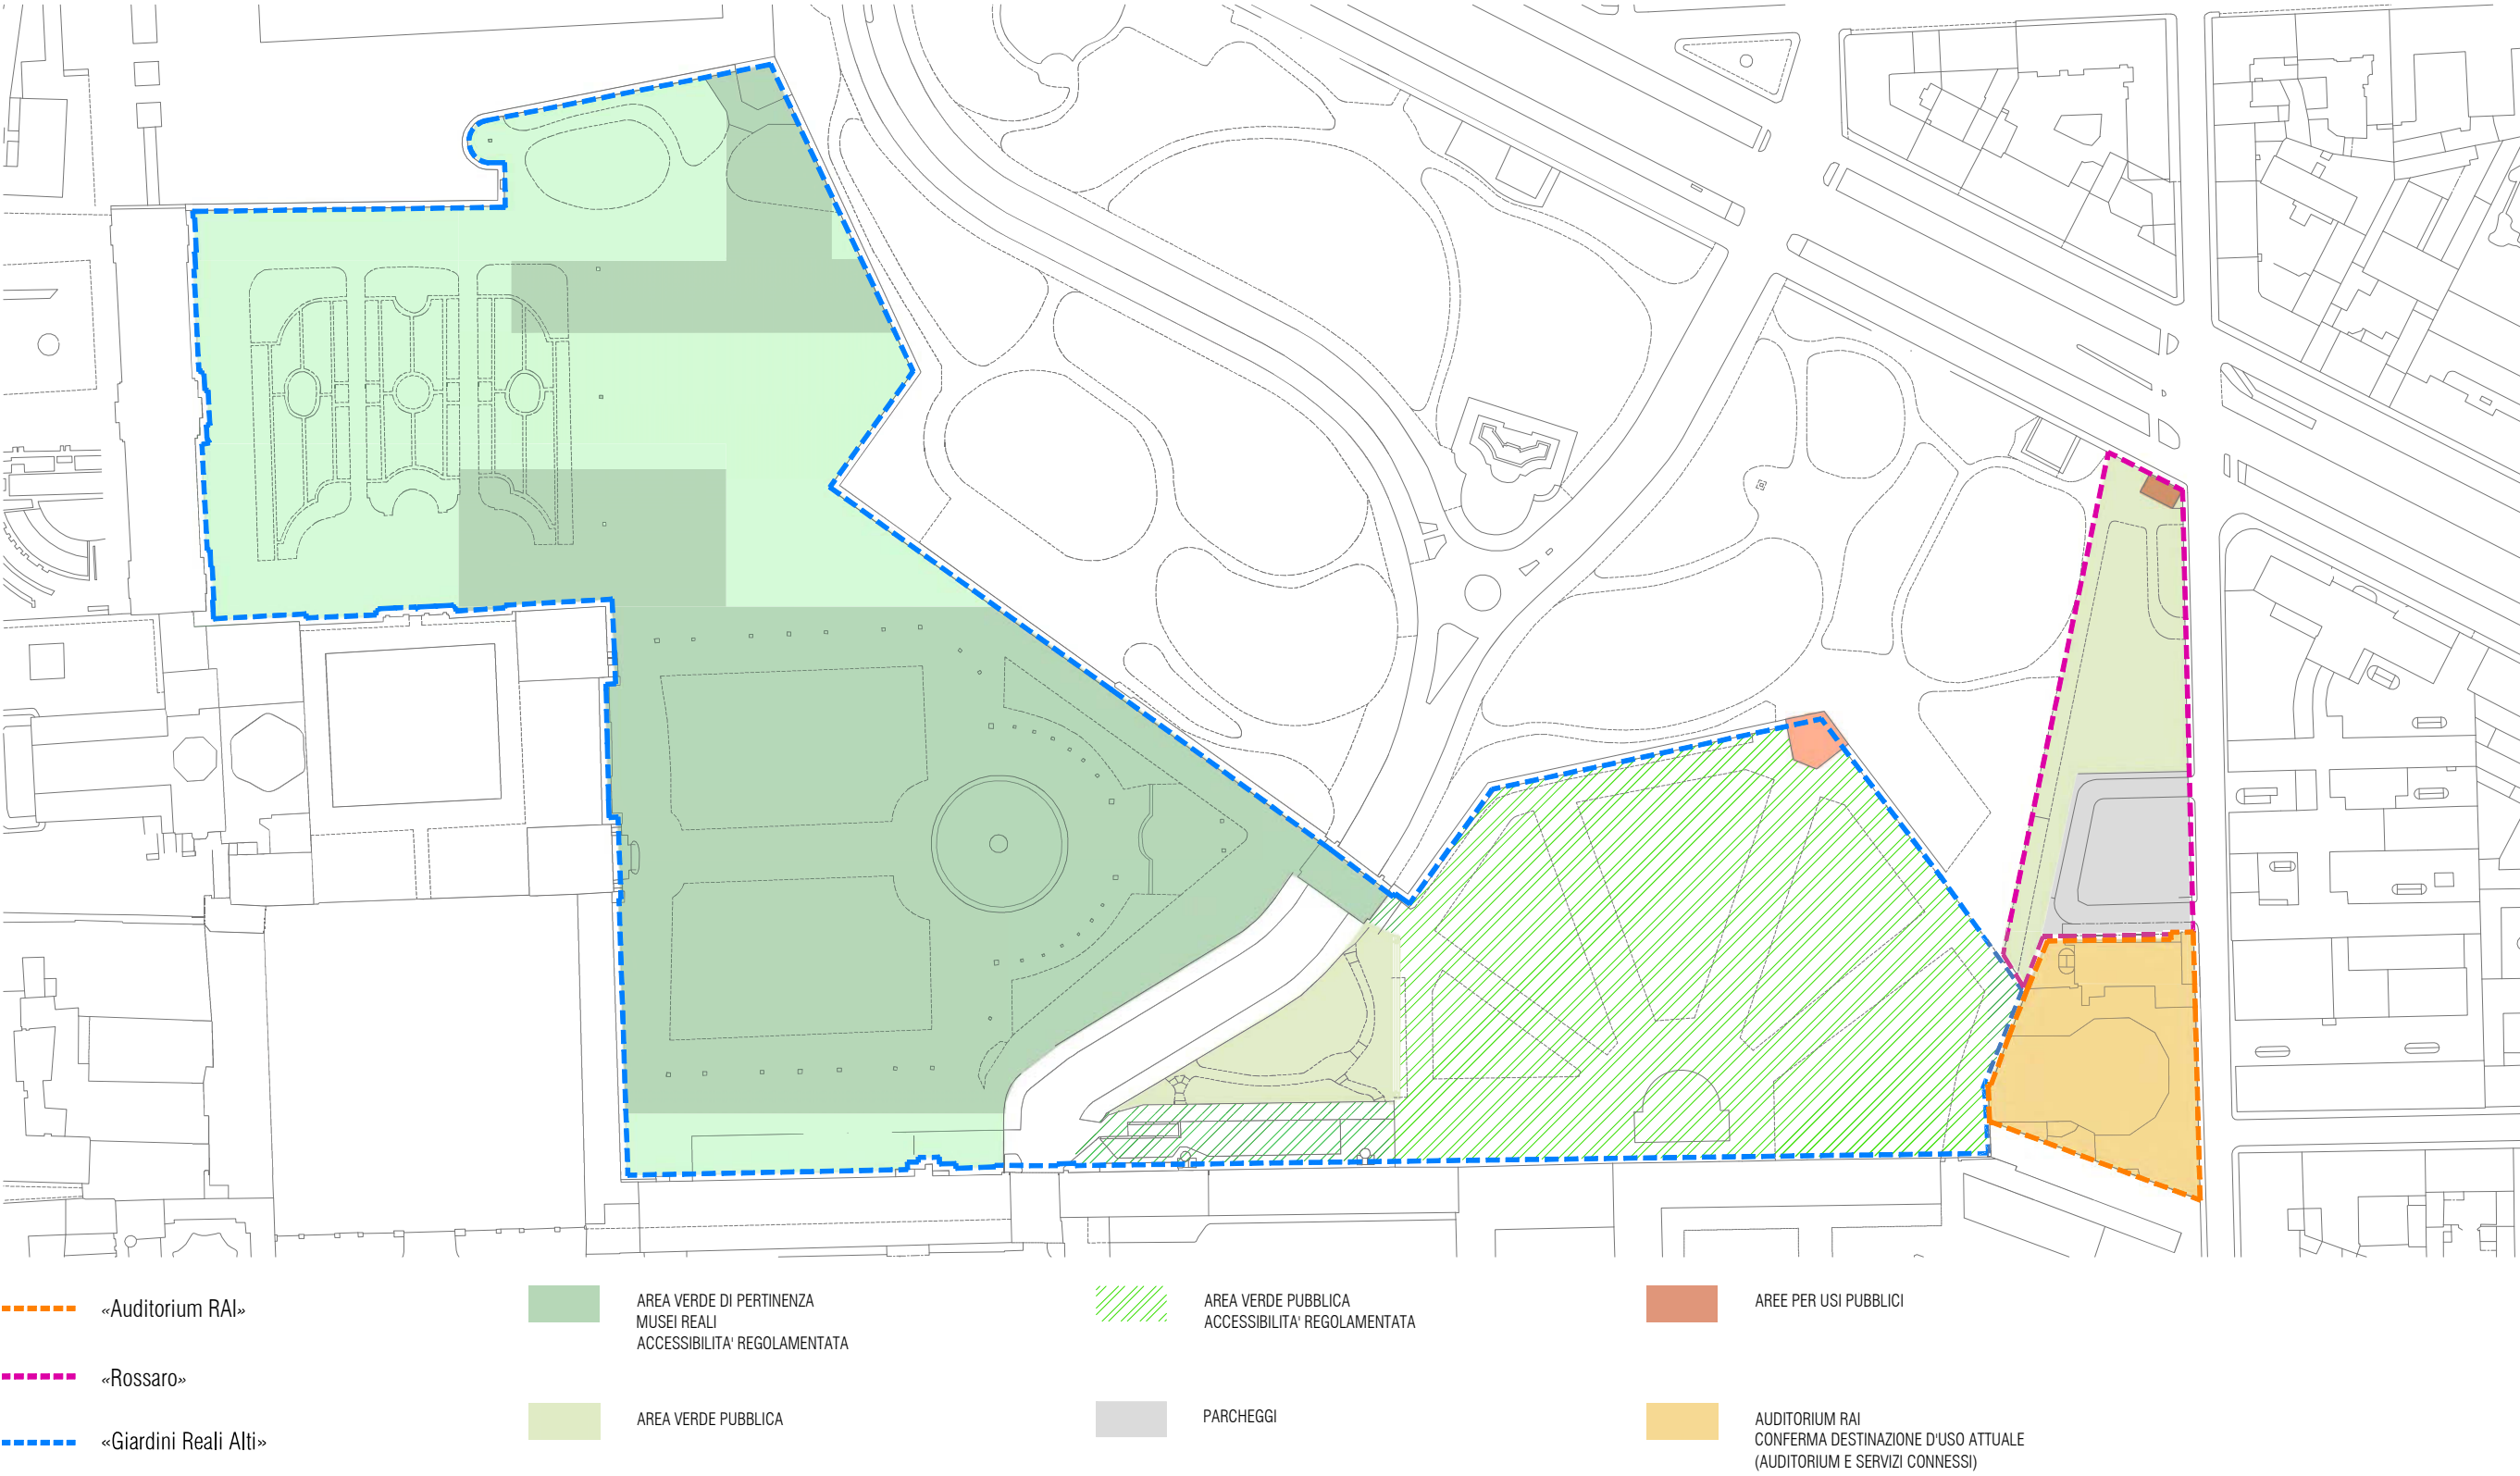 «Auditorium RAI»
«Rossaro»
«Giardini Reali Alti»
AREA VERDE DI PERTINENZA
MUSEI REALI
ACCESSIBILITA' REGOLAMENTATA
AREA VERDE PUBBLICA
AREA VERDE PUBBLICA
ACCESSIBILITA' REGOLAMENTATA
PARCHEGGI
AREE PER USI PUBBLICI
AUDITORIUM RAI
CONFERMA DESTINAZIONE D'USO ATTUALE
(AUDITORIUM E SERVIZI CONNESSI)